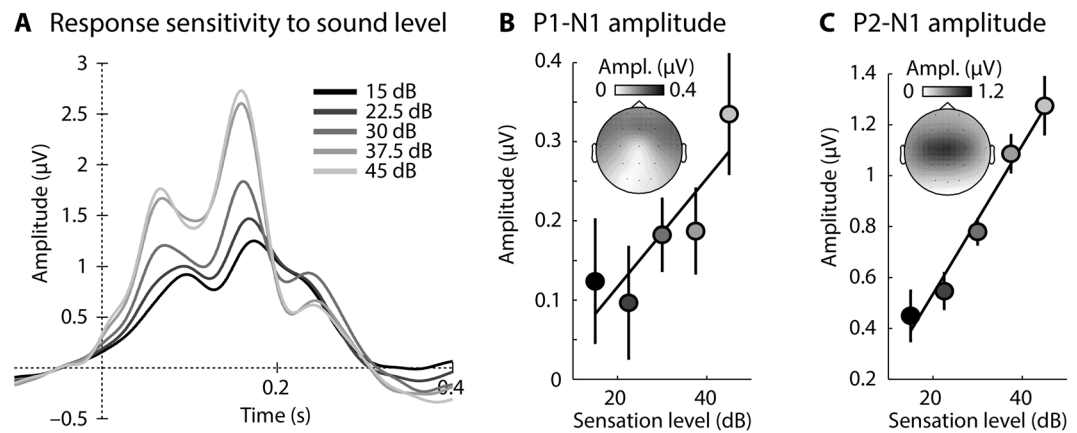 A Response sensitivity to sound level
3
2.5
2
1.5
1
0.5
−0.5
Amplitude (µV)
15 dB
22.5 dB
30 dB
37.5 dB
45 dB
0.2
0.4
Time (s)
B P1-N1 amplitude
0.4
0.3
0.2
0.1
0
Amplitude (µV)
Ampl. (µV)
0 0.4
20 40
Sensation level (dB)
C P2-N1 amplitude
1.4
1.2
1
0.8
0.6
0.4
0.2
Amplitude (µV)
Ampl. (µV)
0 1.2
20 40
Sensation level (dB)